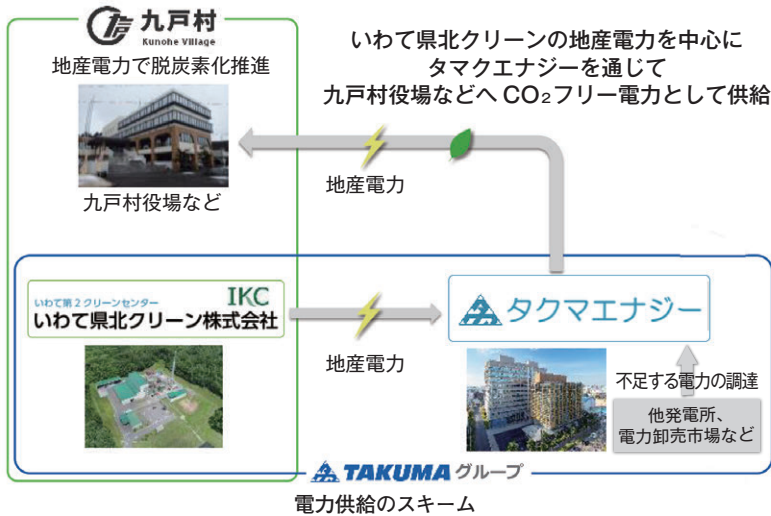 九戸村
Kunohe Village
地産電力で脱炭素化推進
九戸村役場など
いわて県北クリーンの地産電力を中心に
タマクエナジーを通じて
九戸村役場などへ CO₂フリー電力として供給
地産電力
いわて第2クリーンセンター
IKC
いわて県北クリーン株式会社
地産電力
タクマエナジー
不足する電力の調達
他発電所、
電力卸売市場など
TAKUMA グループ
電力供給のスキーム